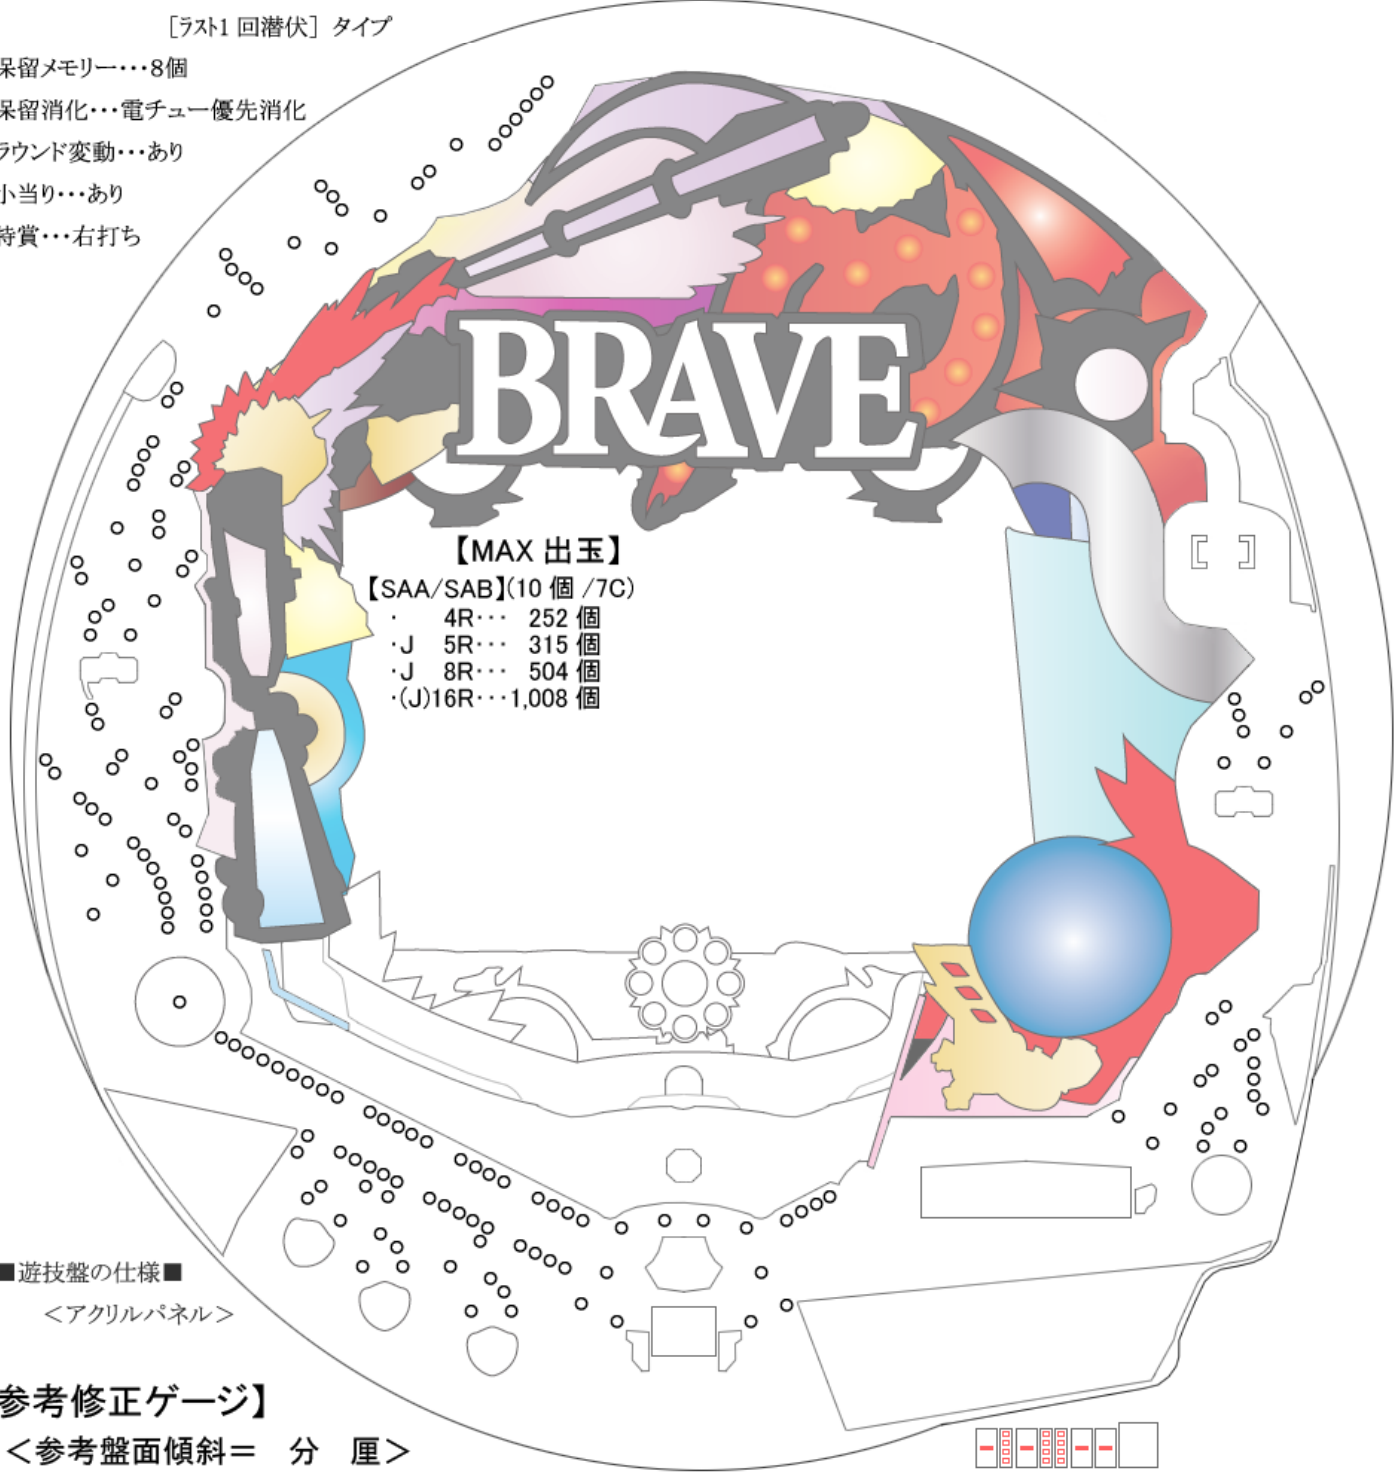 ［ラスト1回潜伏］タイプ
保留メモリー･･･8個
保留消化･･･電チュー優先消化
ラウンド変動･･･あり
小当り･･･あり
特賞･･･右打ち
BRAVE
【MAX 出玉】
【SAA/SAB】(10 個 /7C)
･ 4R･･･ 252 個
･J 5R･･･ 315 個
･J 8R･･･ 504 個
･(J)16R･･･1,008 個
■遊技盤の仕様■
＜アクリルパネル＞
参考修正ゲージ】
＜参考盤面傾斜＝ 分 厘＞